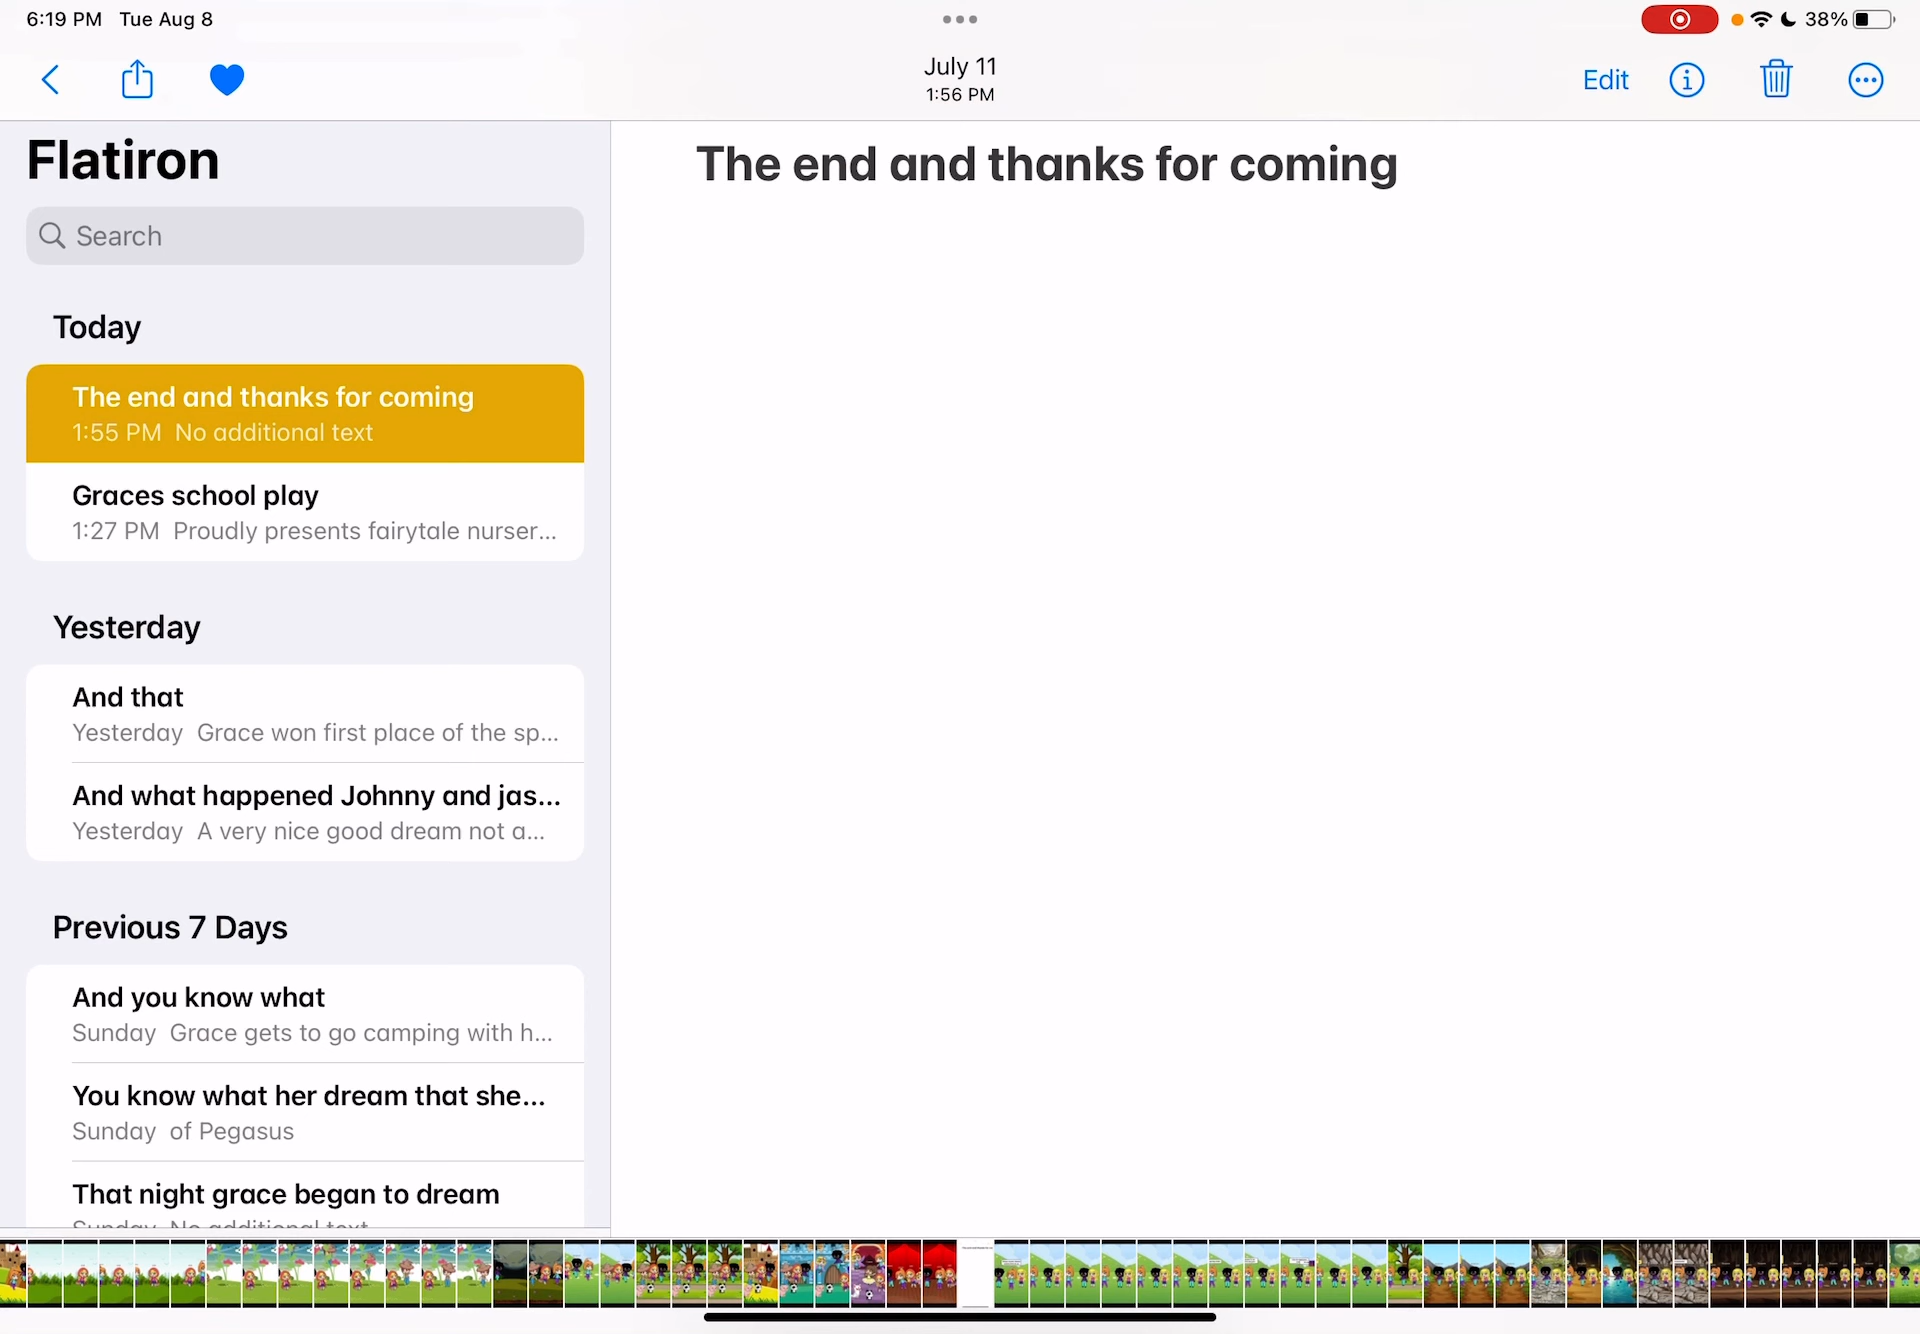 6:19 PM Tue Aug 8
38%
July 11
1:56 PM
Edit
Flatiron
Search
Today
The end and thanks for coming
1:55 PM No additional text
Graces school play
1:27 PM Proudly presents fairytale nurser...
Yesterday
And that
Yesterday Grace won first place of the sp...
And what happened Johnny and jas...
Yesterday A very nice good dream not a...
Previous 7 Days
And you know what
Sunday Grace gets to go camping with h...
You know what her dream that she...
Sunday of Pegasus
That night grace began to dream
Sunday No additional text
The end and thanks for coming